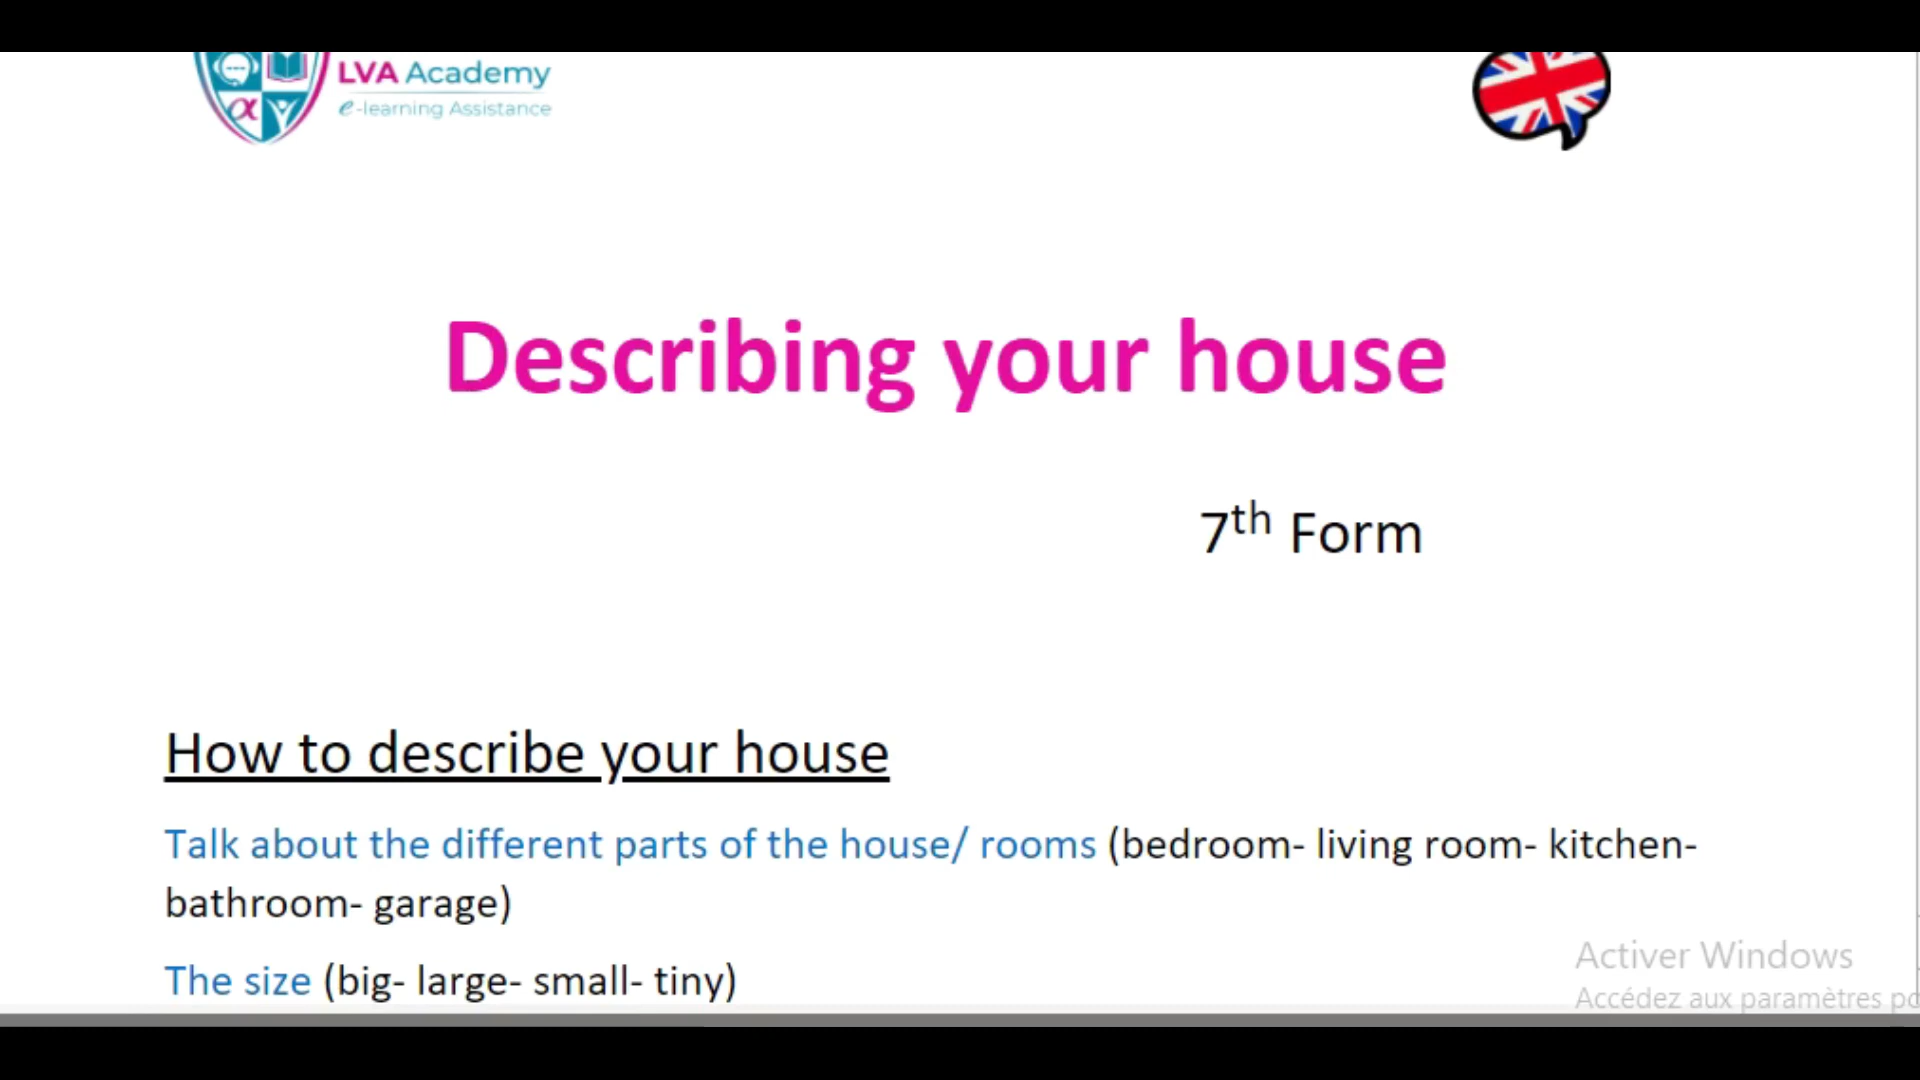 LVA Academy
e-learning Assistance
Describing your house
7th Form
How to describe your house
Talk about the different parts of the house/ rooms (bedroom- living room- kitchen-
bathroom- garage)
The size (big- large- small- tiny)
Activer Windows
Accédez aux paramètres